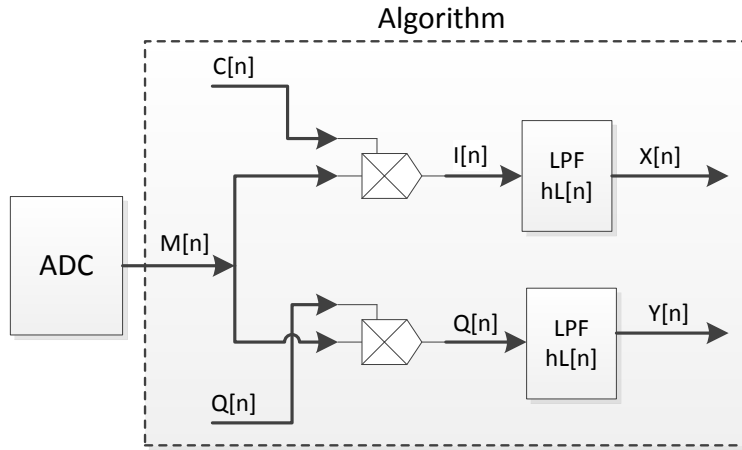 Algorithm
C[n]
I[n]
LPF
hL[n]
X[n]
ADC
M[n]
Q[n]
LPF
hL[n]
Y[n]
Q[n]